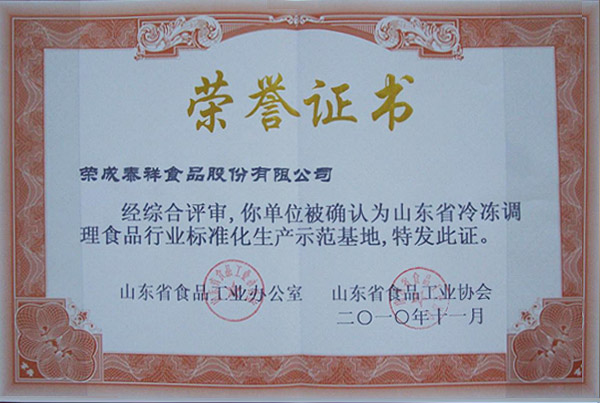 荣誉证书
荣成泰祥食品股份有限公司
经综合评审,你单位被确认为山东省冷冻调
理食品行业标准化生产示范基地,特发此证。
山东省食品工业办公室 山东省食品工业协会
二〇一〇年十一月